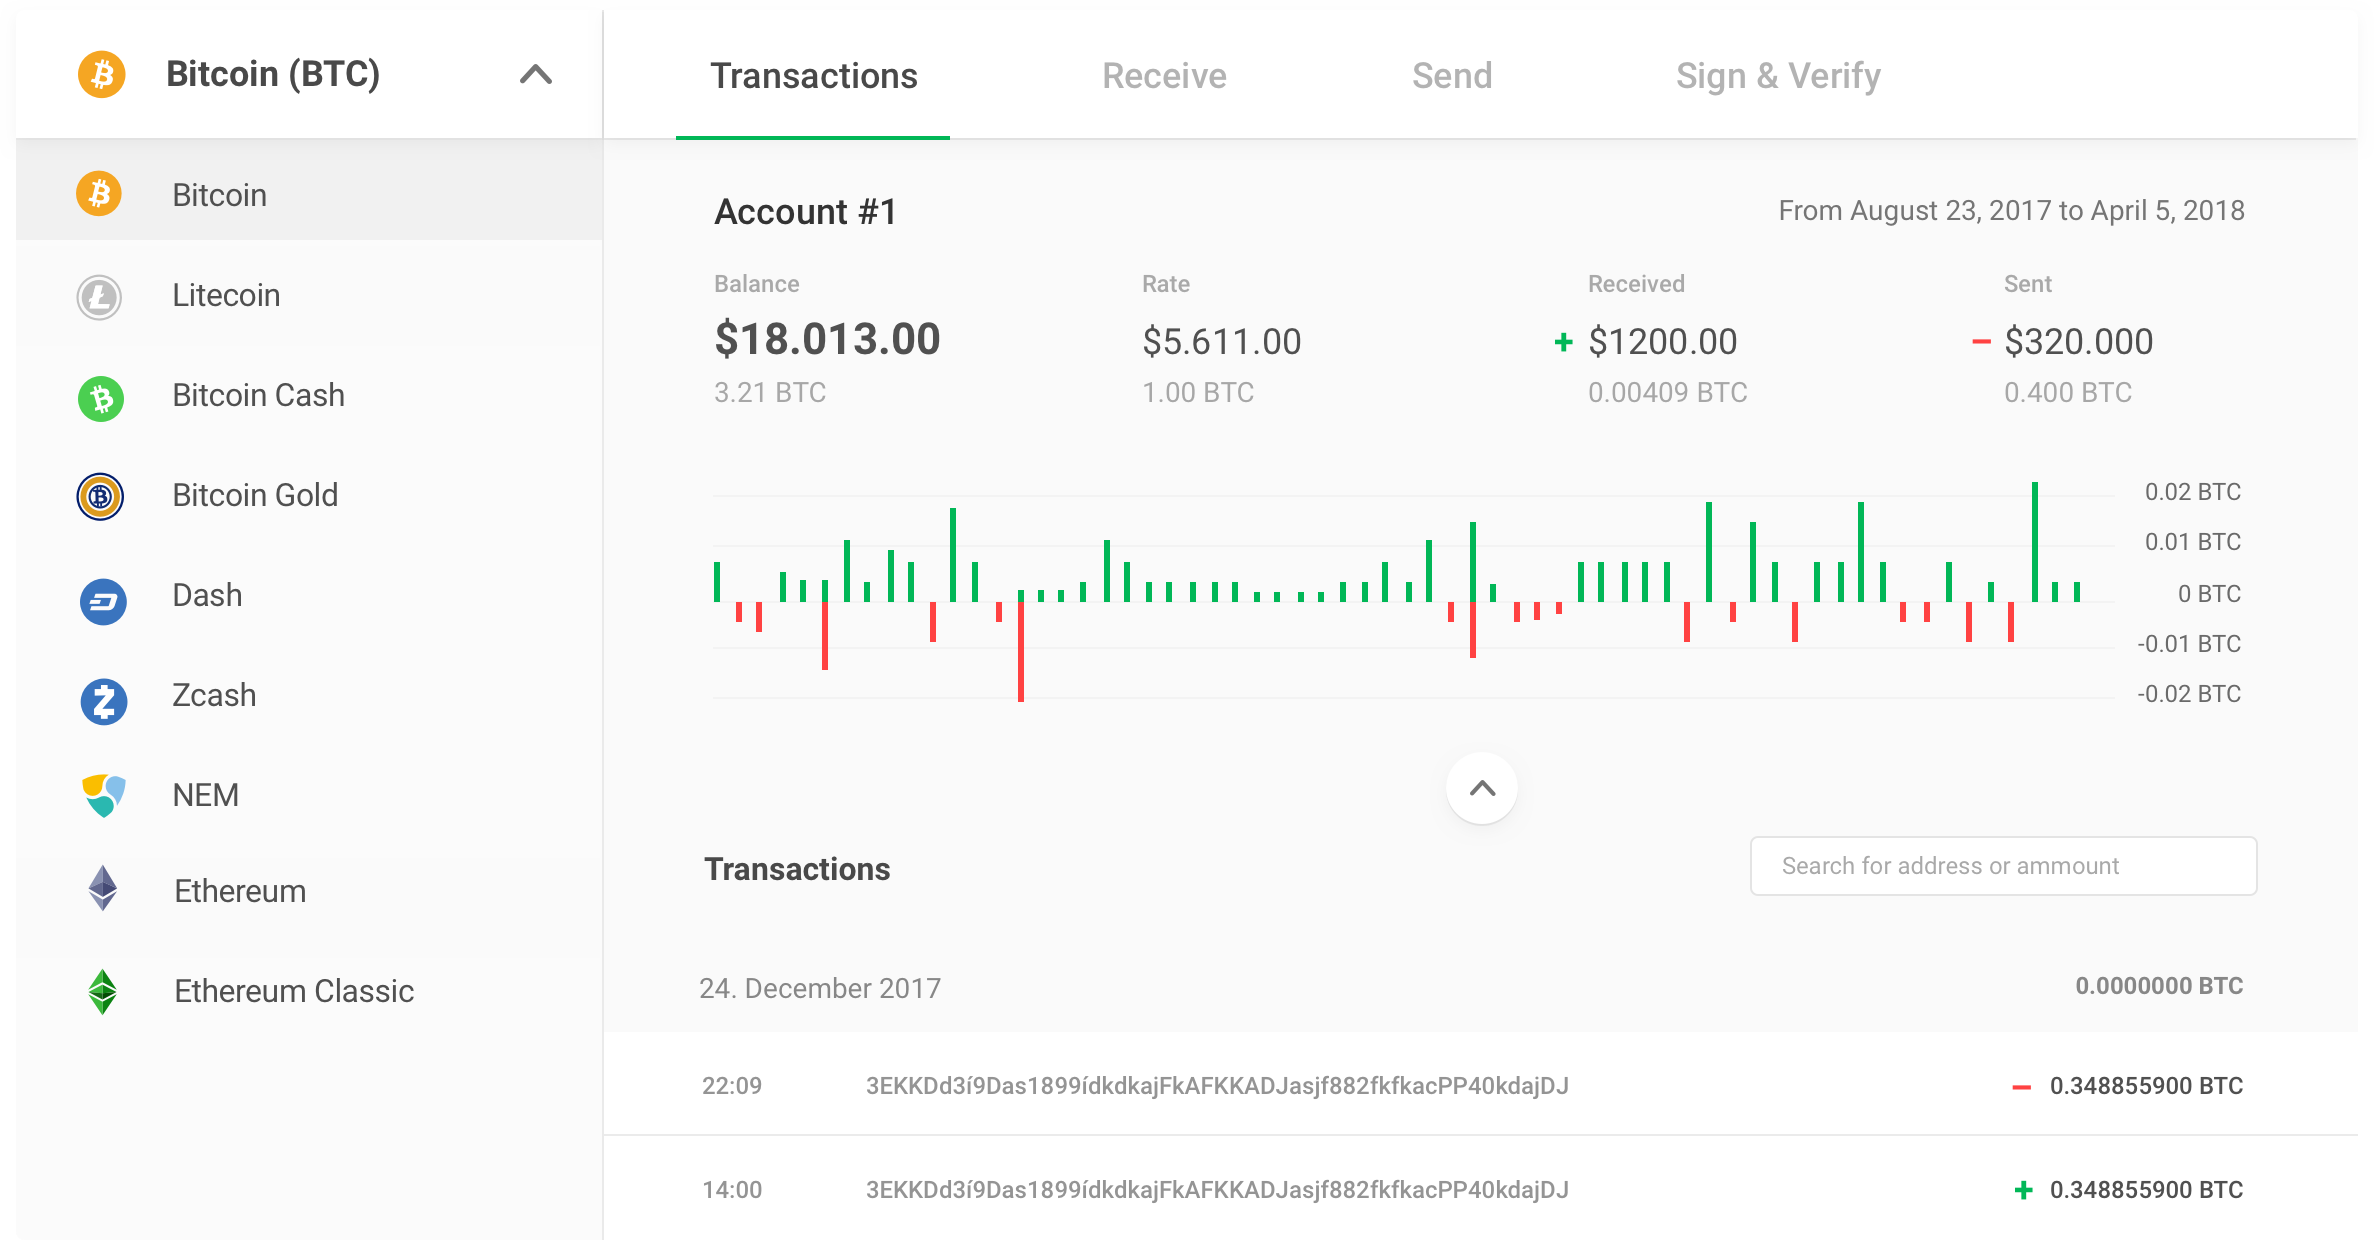 Bitcoin (BTC)
Transactions Receive Send Sign & Verify
Bitcoin
Litecoin
Bitcoin Cash
Bitcoin Gold
Dash
Zcash
NEM
Ethereum
Ethereum Classic
Account #1
From August 23, 2017 to April 5, 2018
Balance Rate Received Sent
$18.013.00 $5.611.00 + $1200.00 - $320.000
3.21 BTC 1.00 BTC 0.00409 BTC 0.400 BTC
0.02 BTC
0.01 BTC
0 BTC
-0.01 BTC
-0.02 BTC
Transactions
Search for address or ammount
24. December 2017 0.0000000 BTC
22:09 3EKKDd3í9Das1899ídkdkajFkAFKKADJasjf882fkfkacPP40kdajDJ - 0.348855900 BTC
14:00 3EKKDd3í9Das1899ídkdkajFkAFKKADJasjf882fkfkacPP40kdajDJ + 0.348855900 BTC